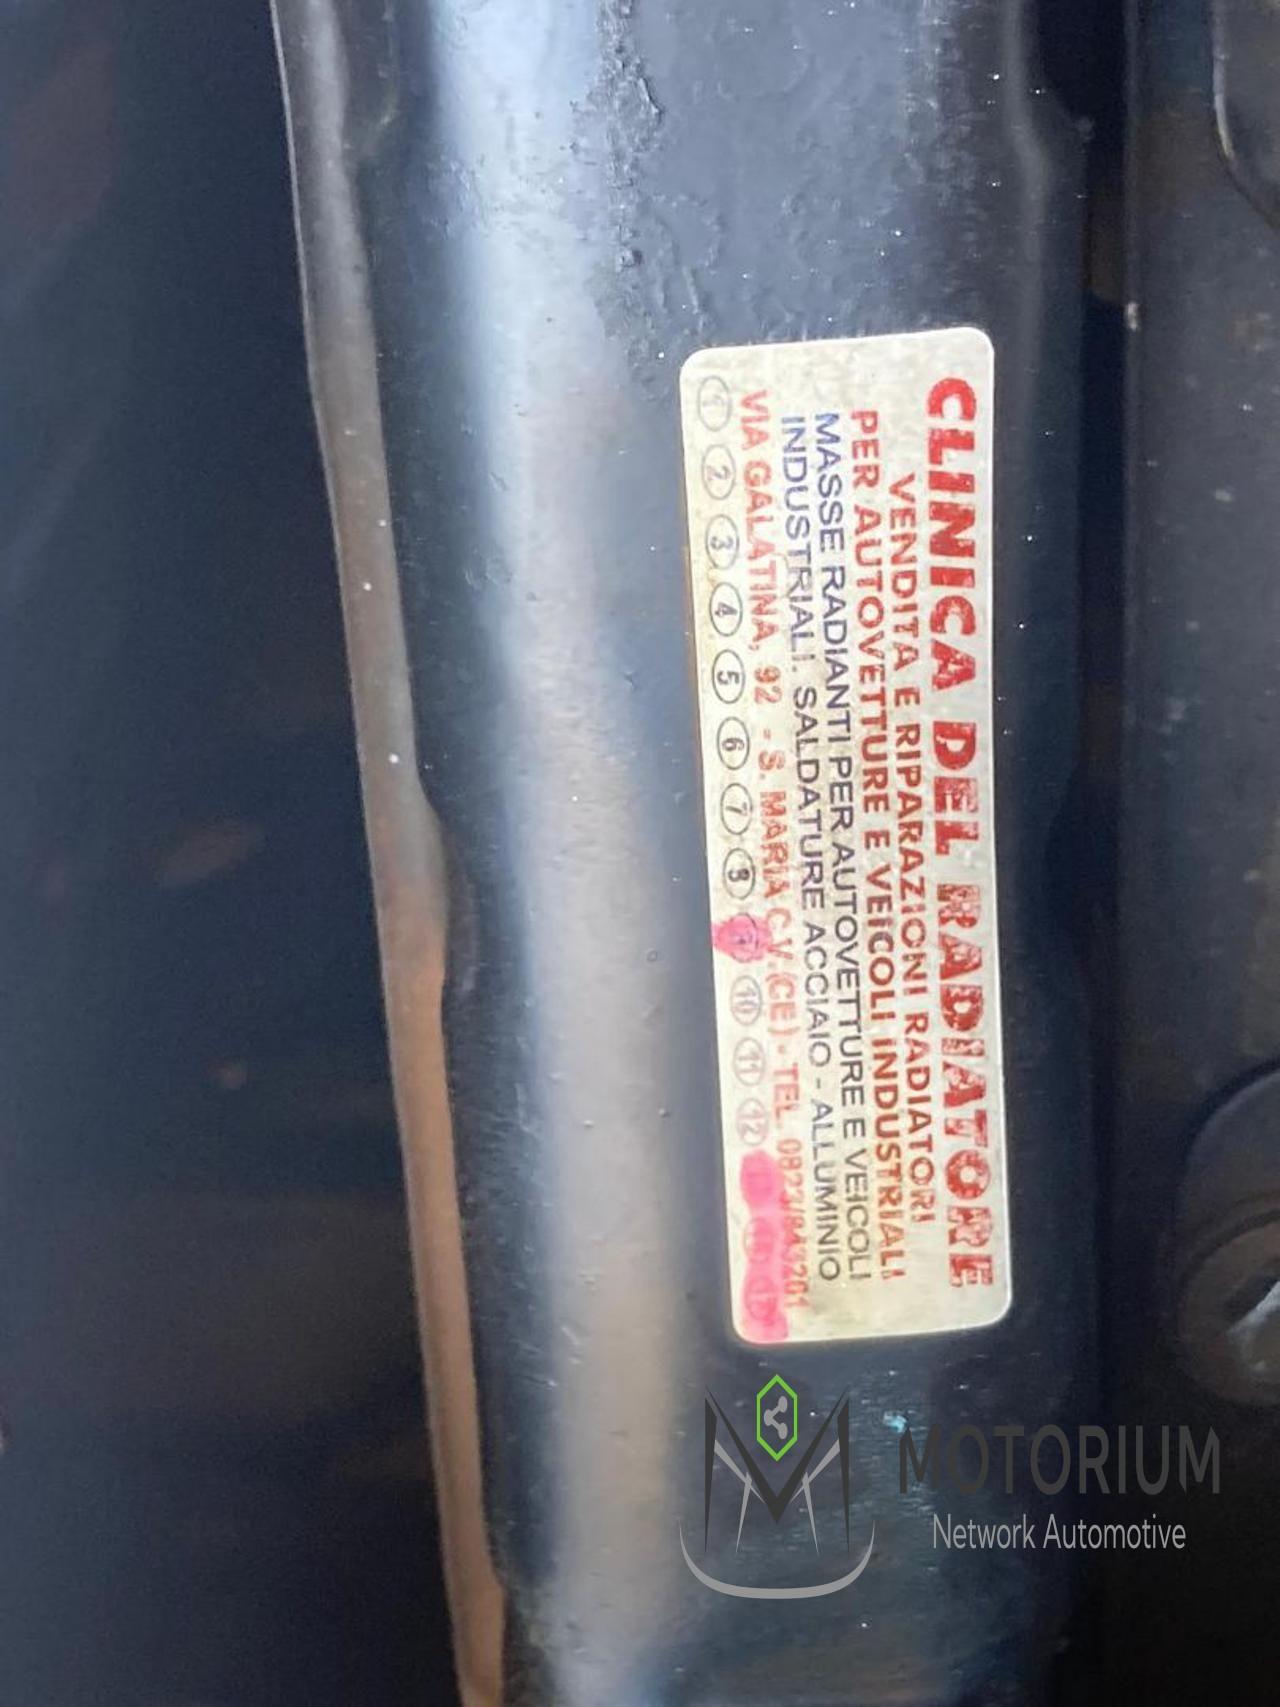 CLINICA DEL RADIATORE
VENDITA E RIPARAZIONI RADIATORI
PER AUTOVETTURE E VEICOLI INDUSTRIALI
MASSE RADIANTI PER AUTOVETTURE E VEICOLI
INDUSTRIALI. SALDATURE ACCIAIO - ALLUMINIO
VIA GALATINA, 92 - S. MARIA C.V. (CE) - TEL. 0823/843201
1 2 3 4 5 6 7 8 10 11 12
MOTORIUM
Network Automotive